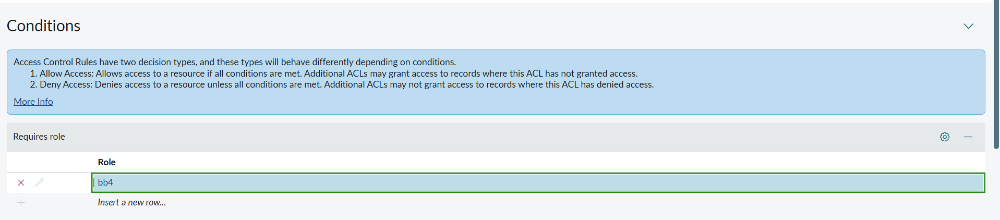 Conditions
Access Control Rules have two decision types, and these types will behave differently depending on conditions.
1. Allow Access: Allows access to a resource if all conditions are met. Additional ACLs may grant access to records where this ACL has not granted access.
2. Deny Access: Denies access to a resource unless all conditions are met. Additional ACLs may not grant access to records where this ACL has denied access.
More Info
Requires role
Role
bb4
Insert a new row...